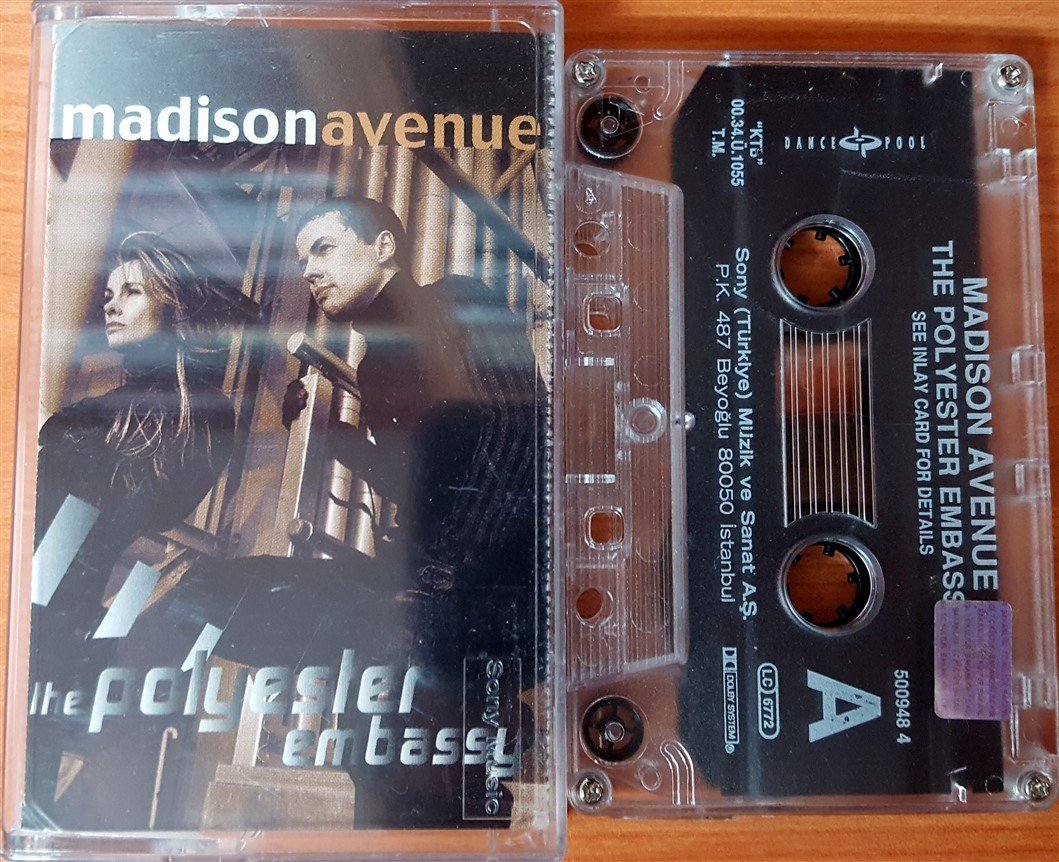 madisonavenue
the polyester
embassy
Sony Music
DANCE POOL
"KTB"
00.34.Ü.1055
T.M.
MADISON AVENUE
THE POLYESTER EMBASS
SEE INLAY CARD FOR DETAILS
Sony (Türkiye) Müzik ve Sanat A.Ş.
P.K. 487 Beyoğlu 80050 İstanbul
DOLBY SYSTEM®
LC 6772
A
500948 4